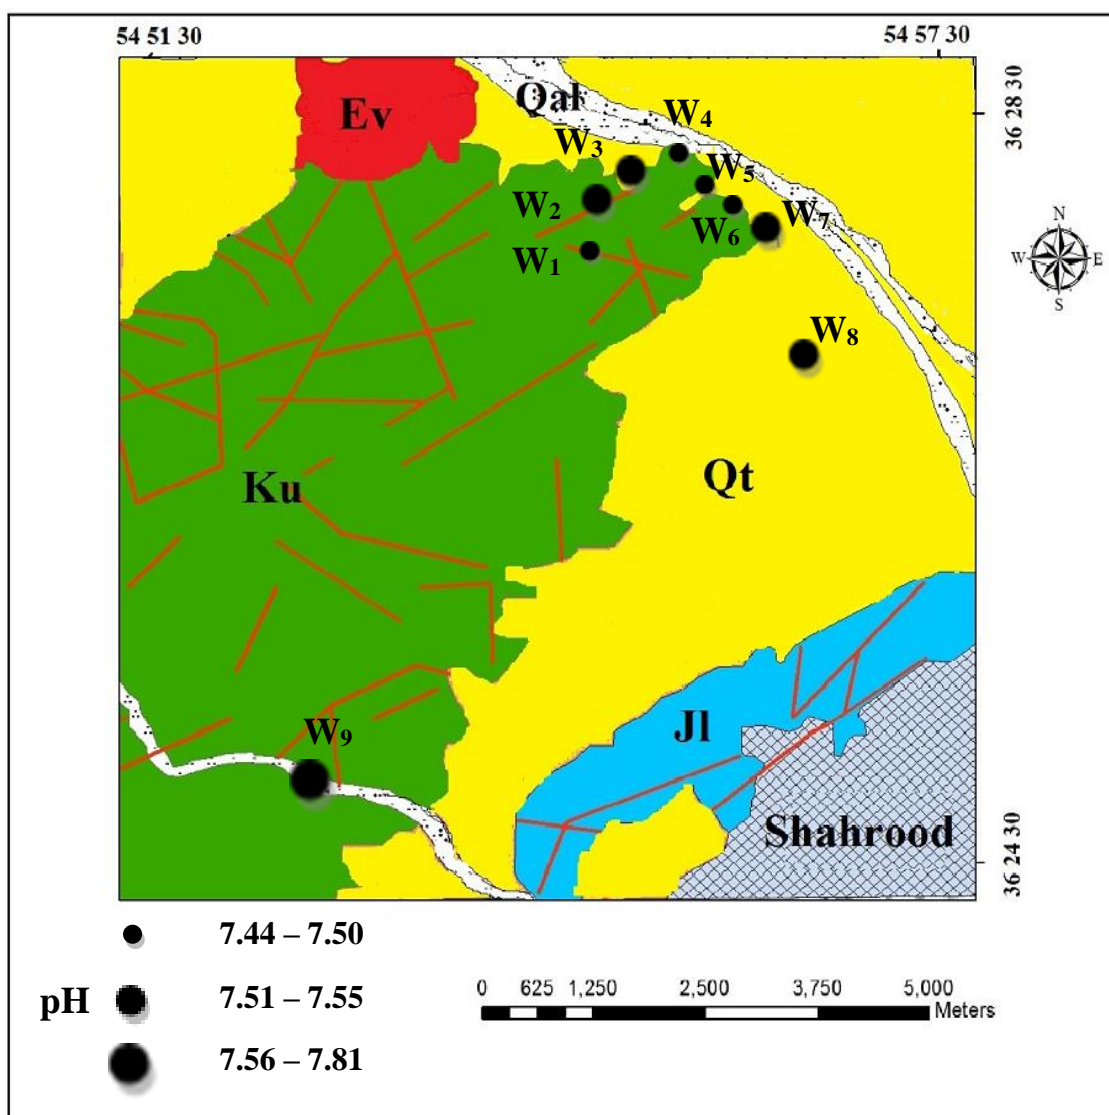 54 51 30
54 57 30
36 28 30
Qal
Ev
W4
W3
W5
W2
W7
W6
W1
N
W
E
S
W8
Qt
Ku
Jl
W9
Shahrood
36 24 30
7.44 – 7.50
pH
7.51 – 7.55
7.56 – 7.81
0 625 1,250 2,500 3,750 5,000
Meters